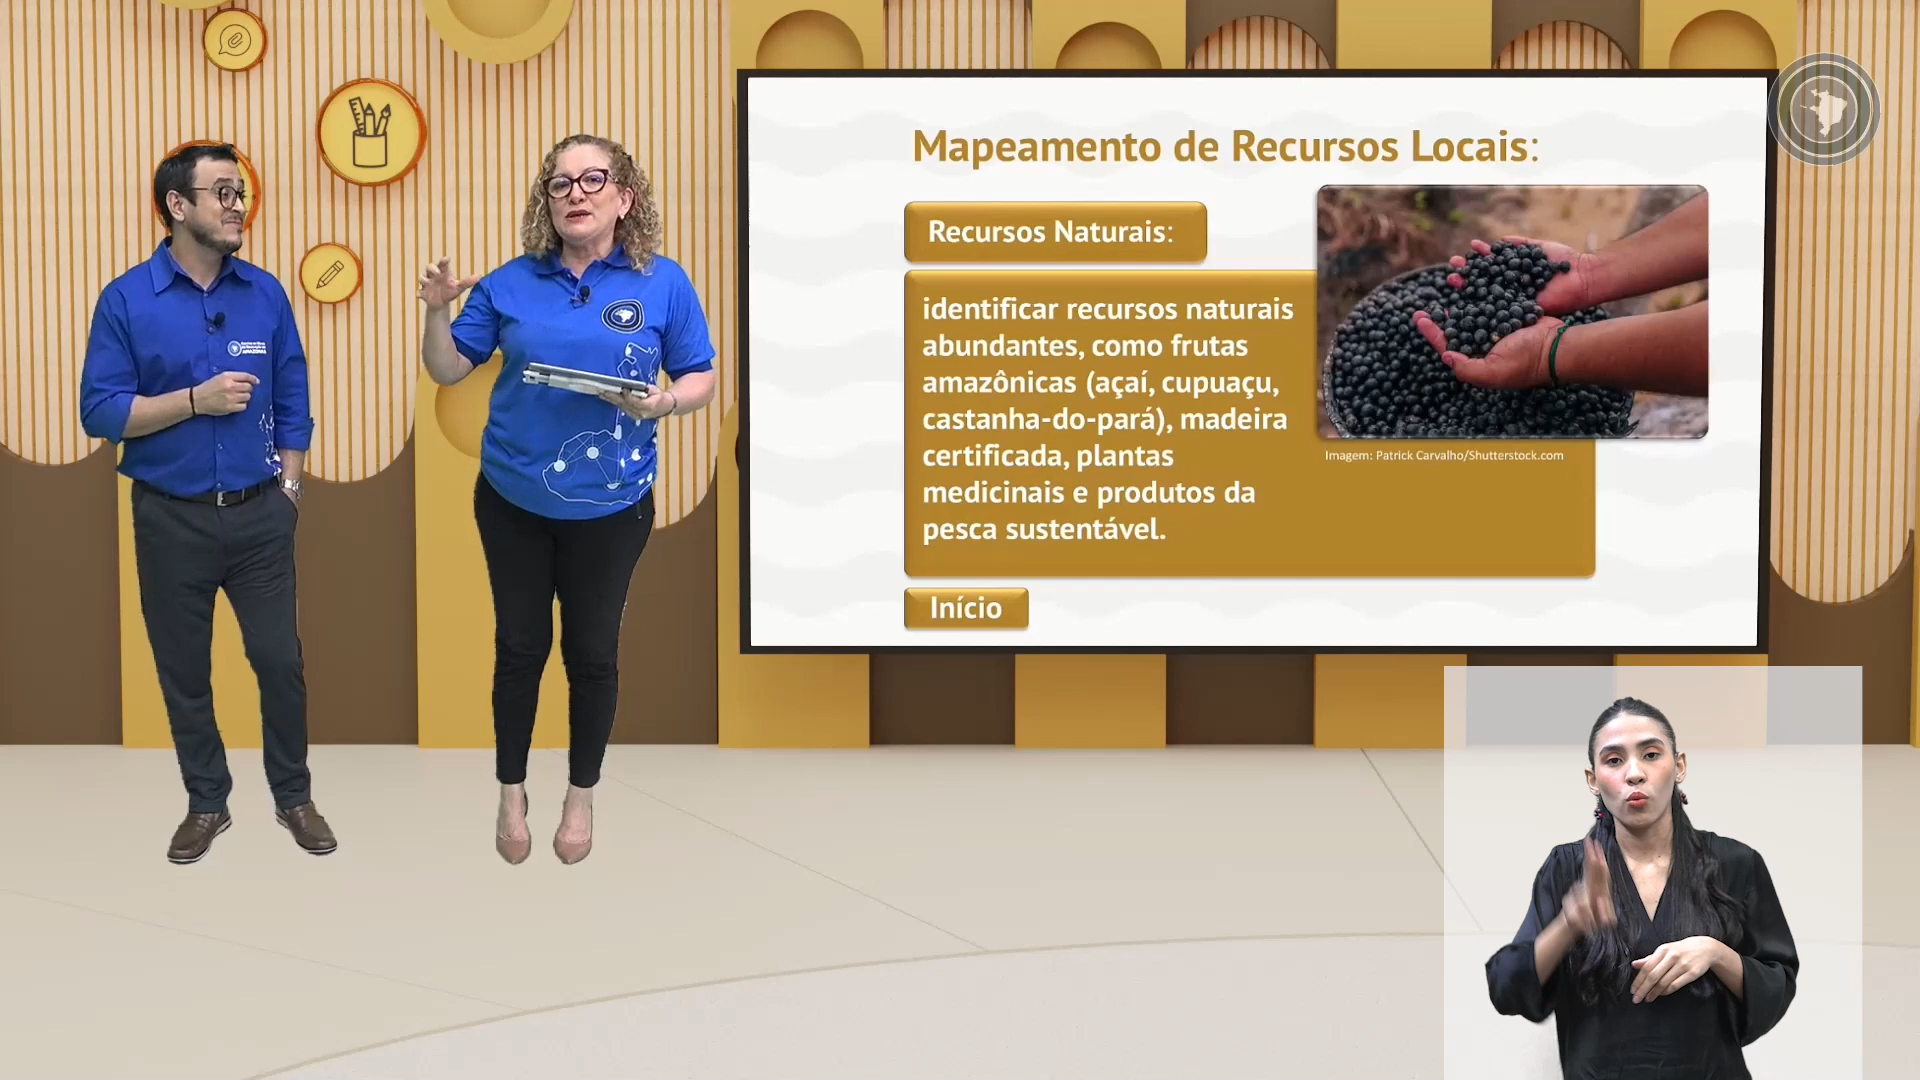 Mapeamento de Recursos Locais:
Recursos Naturais:
identificar recursos naturais
abundantes, como frutas
amazônicas (açaí, cupuaçu,
castanha-do-pará), madeira
certificada, plantas
medicinais e produtos da
pesca sustentável.
Imagem: Patrick Carvalho/Shutterstock.com
Início
AMAZONAS